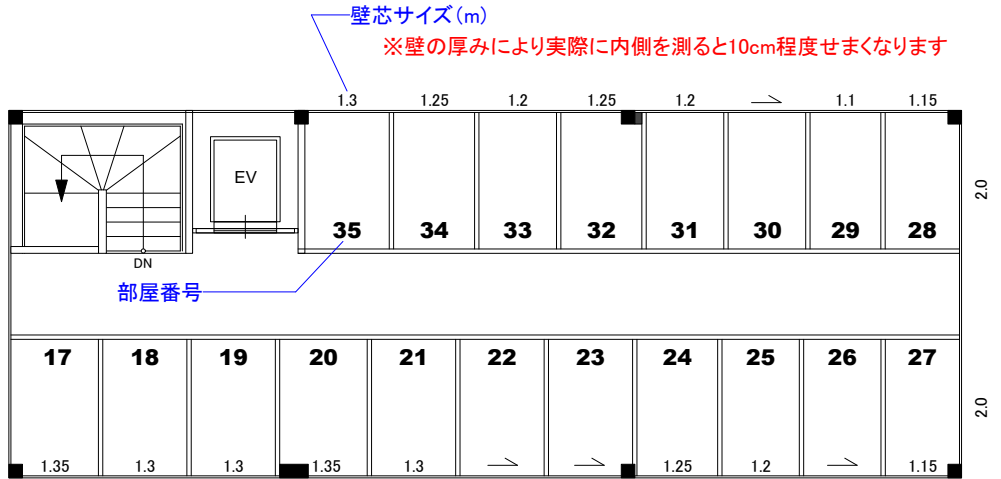 壁芯サイズ(m)
※壁の厚みにより実際に内側を測ると10cm程度せまくなります
1.3 1.25 1.2 1.25 1.2 1.1 1.15
EV
2.0
35 34 33 32 31 30 29 28
DN
部屋番号
17 18 19 20 21 22 23 24 25 26 27
2.0
1.35 1.3 1.3 1.35 1.3 1.25 1.2 1.15